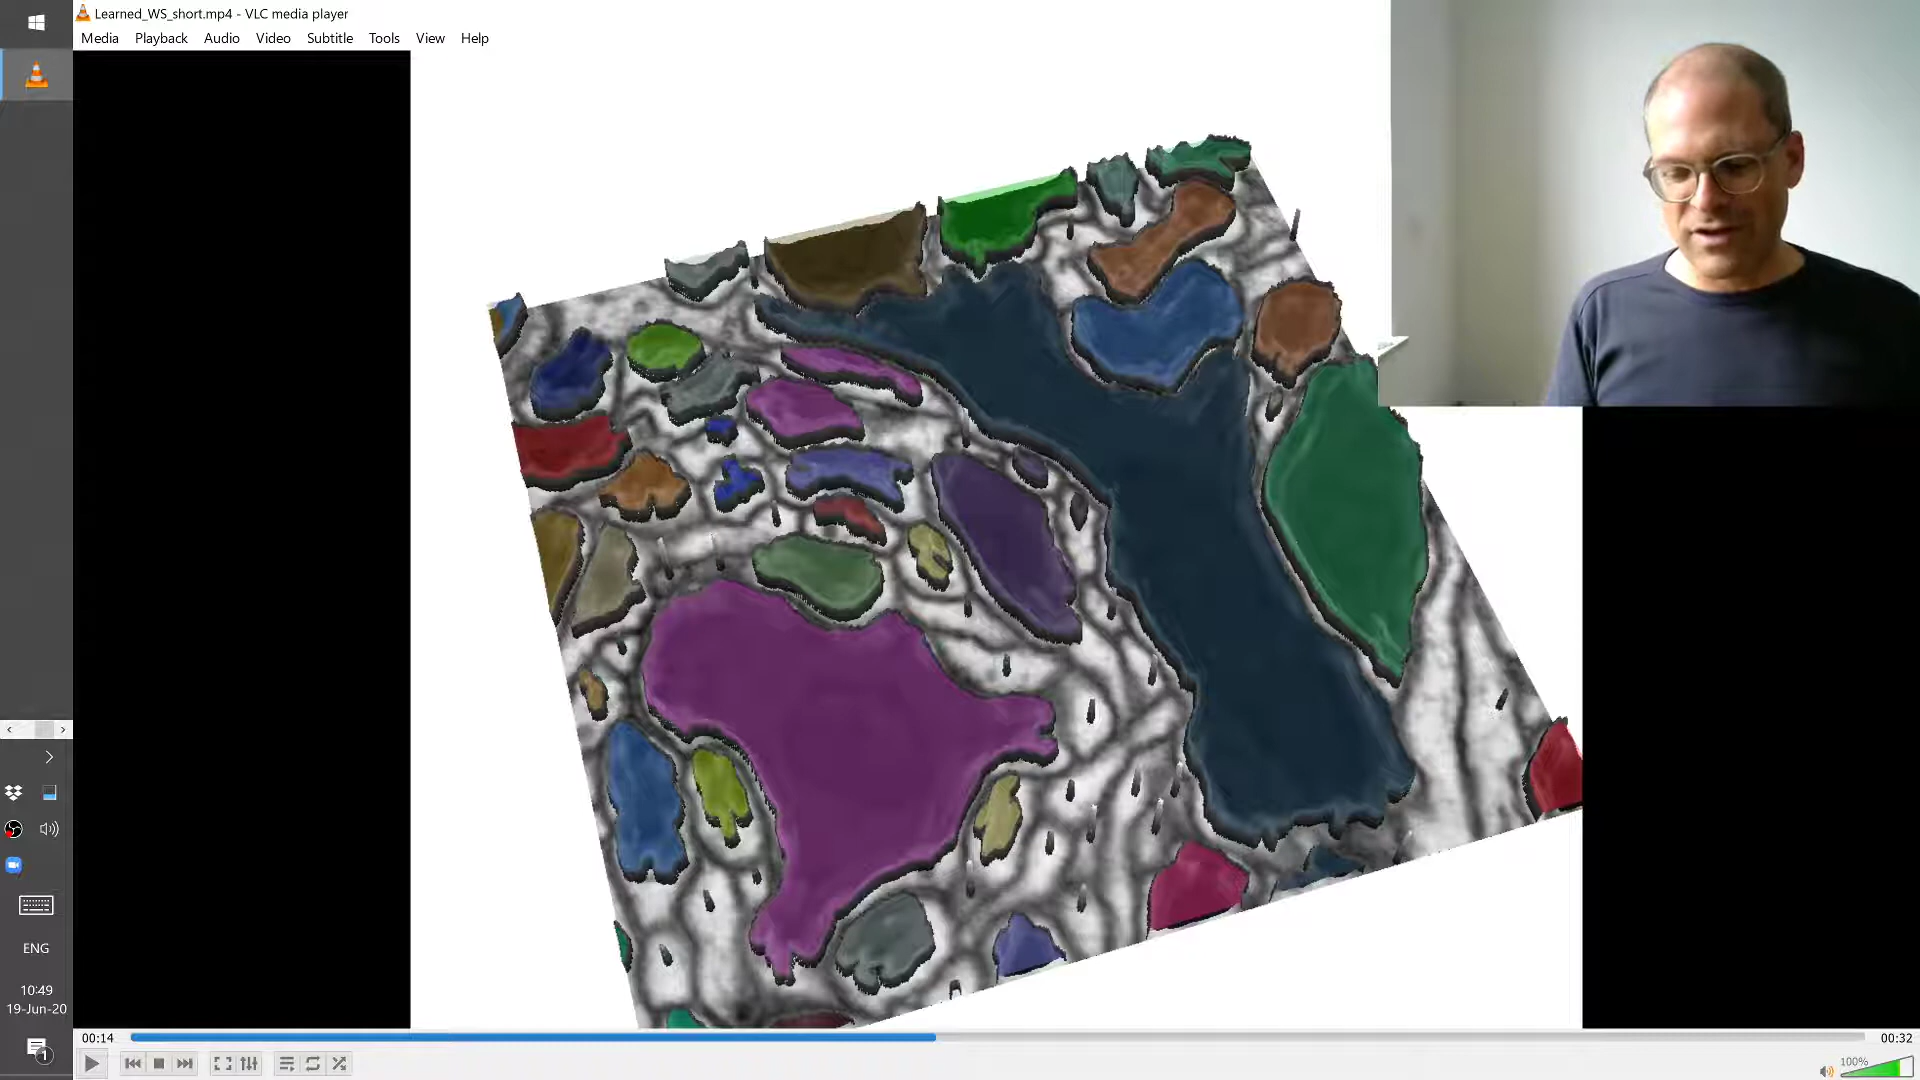 Learned_WS_short.mp4 - VLC media player
Media Playback Audio Video Subtitle Tools View Help
ENG
10:49
19-Jun-20
1
00:14
00:32
100%